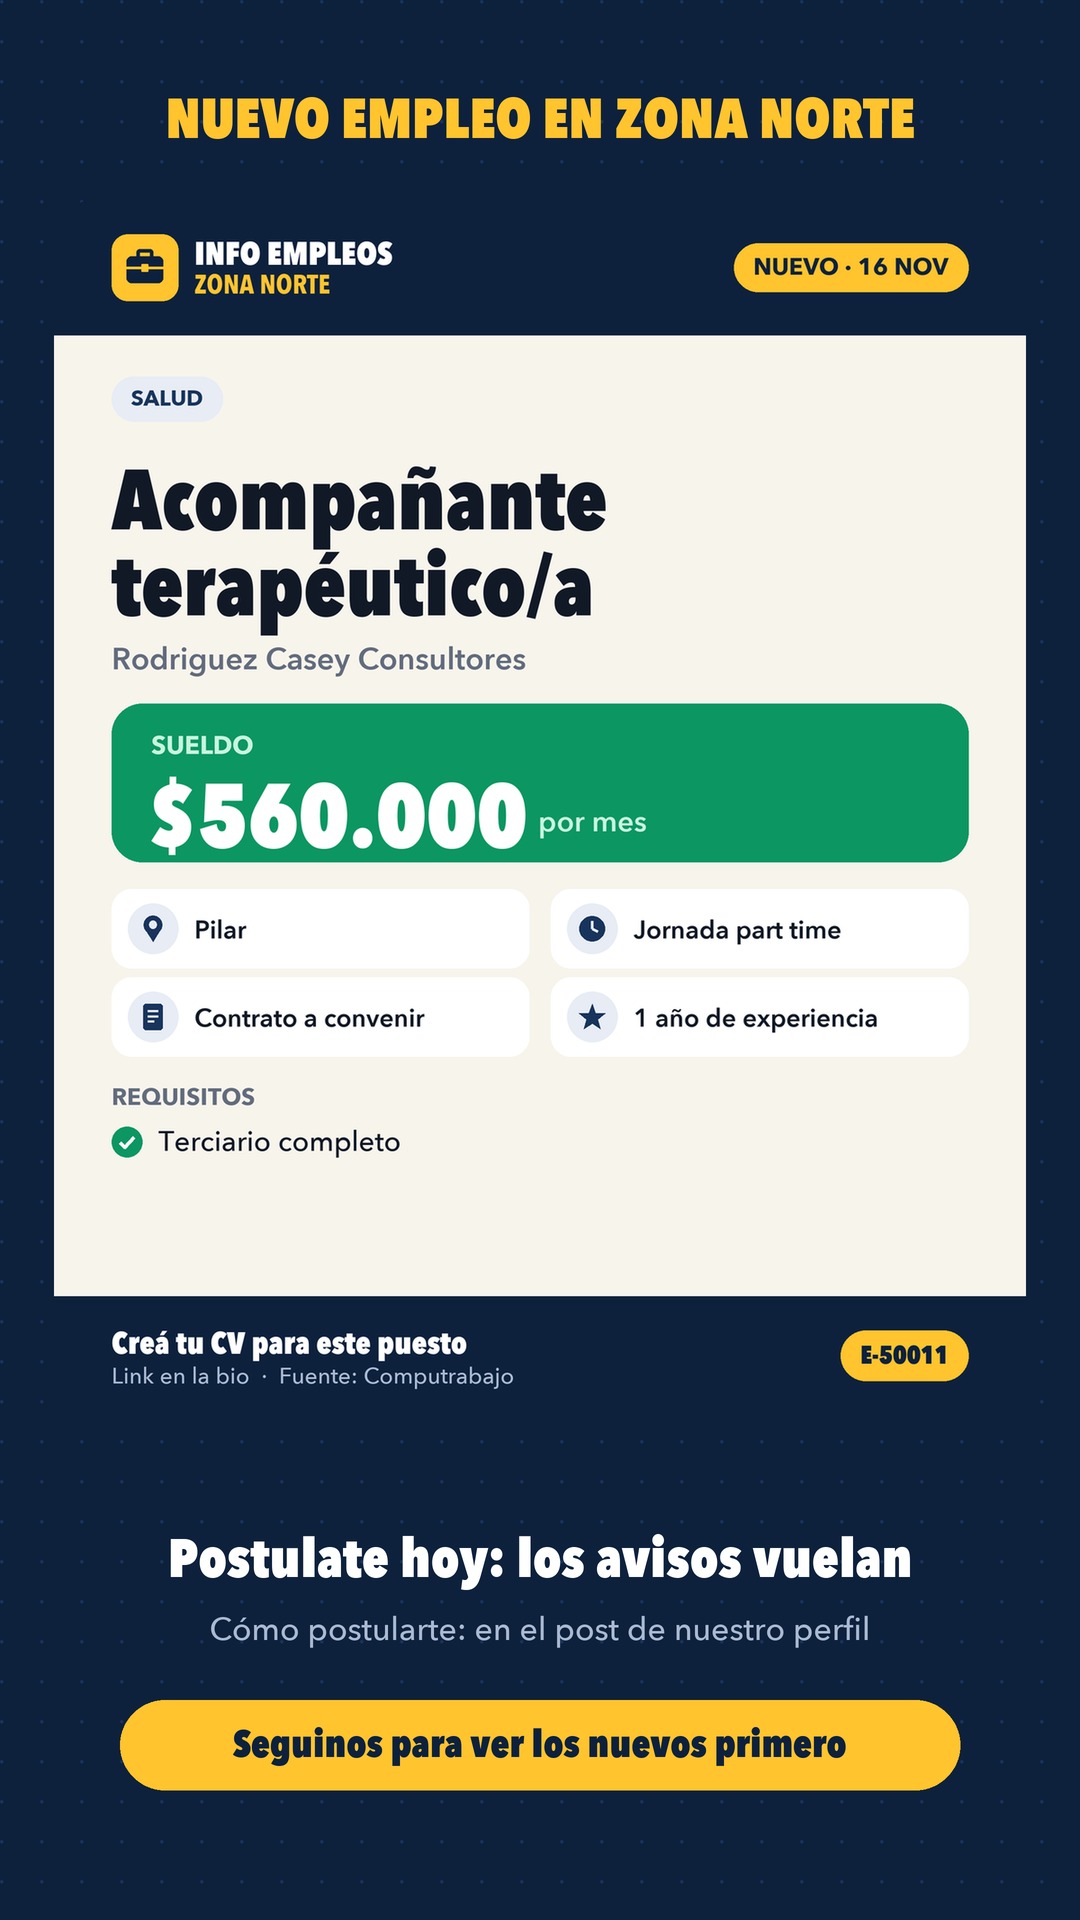 NUEVO EMPLEO EN ZONA NORTE
INFO EMPLEOS
ZONA NORTE
NUEVO · 16 NOV
SALUD
Acompañante
terapéutico/a
Rodriguez Casey Consultores
SUELDO
$560.000 por mes
Pilar
Jornada part time
Contrato a convenir
1 año de experiencia
REQUISITOS
Terciario completo
Creá tu CV para este puesto
Link en la bio · Fuente: Computrabajo
E-50011
Postulate hoy: los avisos vuelan
Cómo postularte: en el post de nuestro perfil
Seguinos para ver los nuevos primero